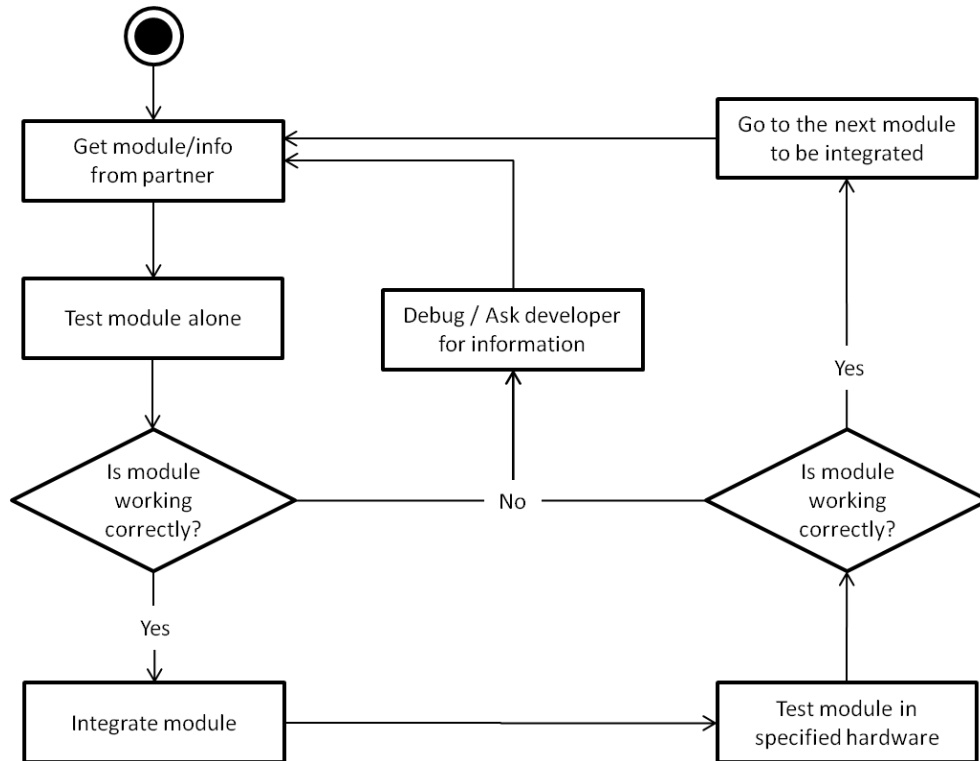 Get module/info
from partner
Go to the next module
to be integrated
Test module alone
Debug / Ask developer
for information
Yes
Is module
working
correctly?
No
Is module
working
correctly?
Yes
Integrate module
Test module in
specified hardware